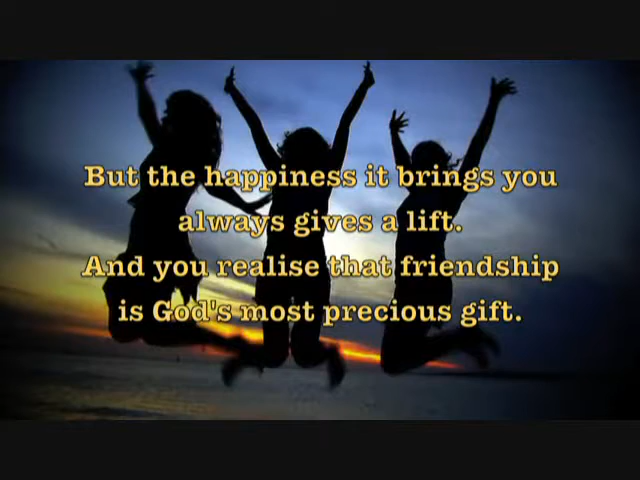 But the happiness it brings you
always gives a lift.
And you realise that friendship
is God's most precious gift.